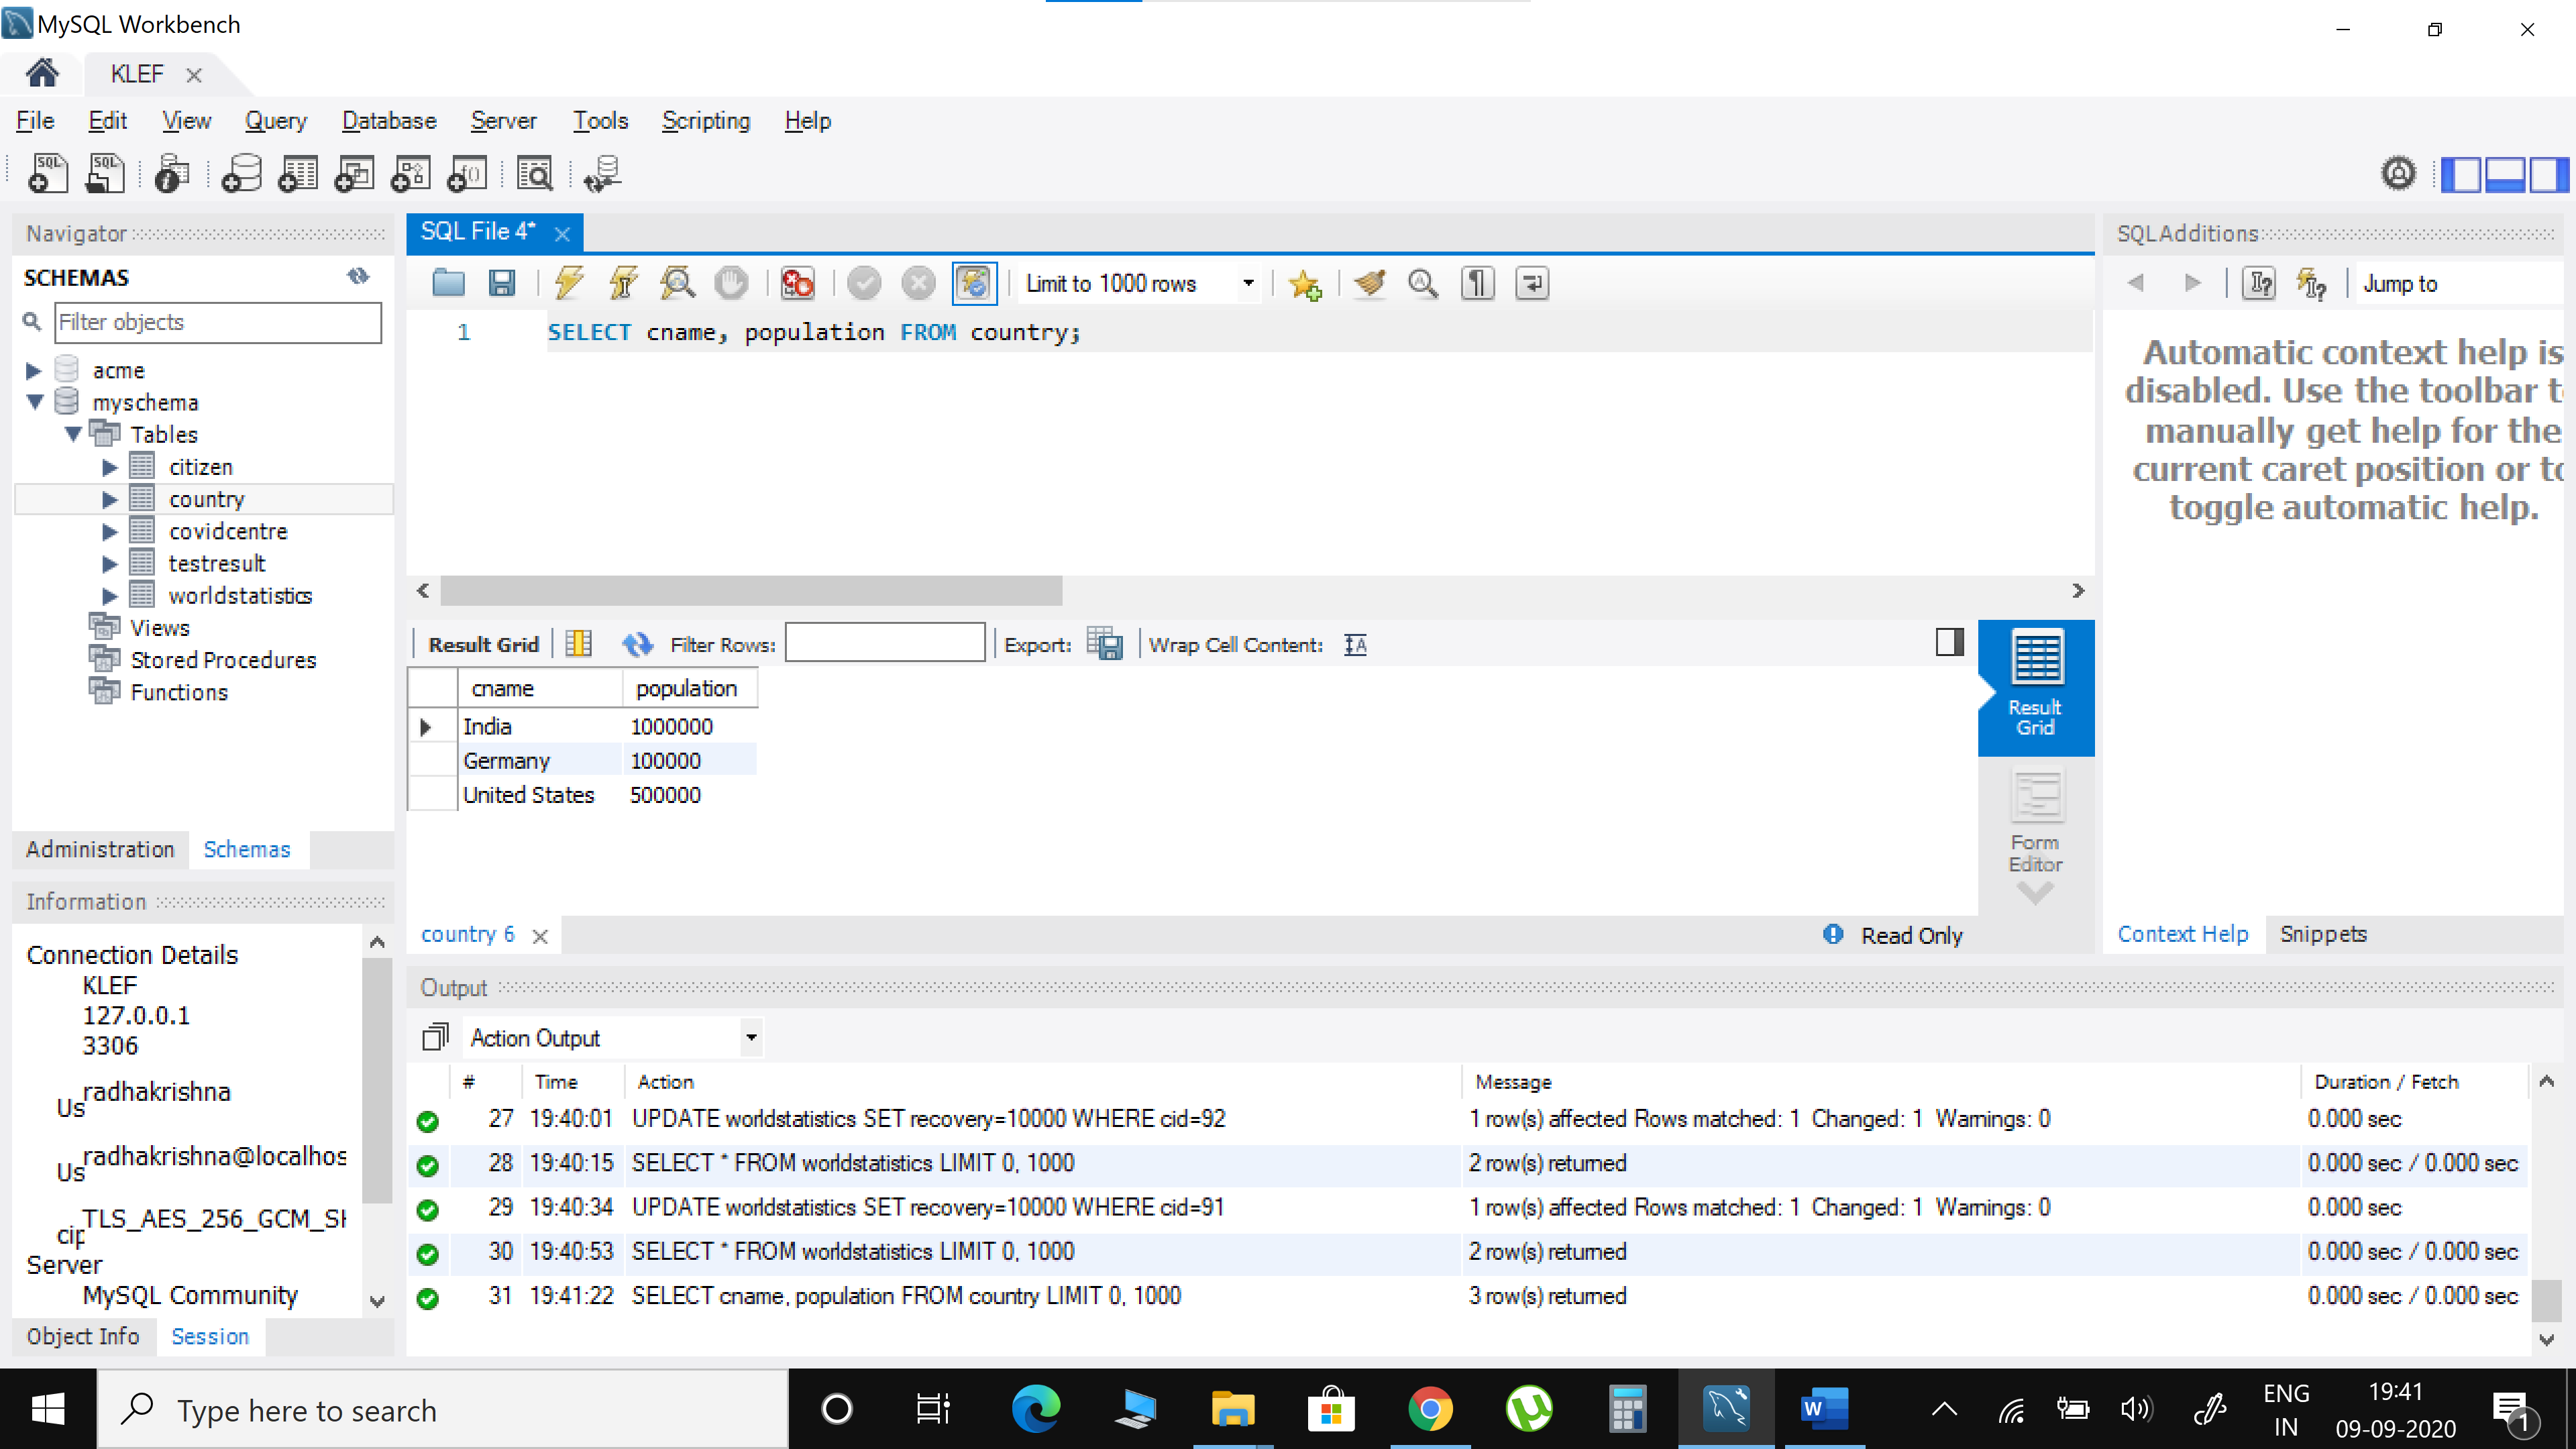 MySQL Workbench
KLEF
File Edit View Query Database Server Tools Scripting Help
Navigator
SCHEMAS
Filter objects
acme
myschema
Tables
citizen
country
covidcentre
testresult
worldstatistics
Views
Stored Procedures
Functions
Administration Schemas
Information
Connection Details
KLEF
127.0.0.1
3306
radhakrishna
Us
radhakrishna@localhos
Us
TLS_AES_256_GCM_SH
cip
Server
MySQL Community
Object Info Session
SQL File 4*
Limit to 1000 rows
1 SELECT cname, population FROM country;
Result Grid Filter Rows: Export: Wrap Cell Content:
cname population
India 1000000
Germany 100000
United States 500000
Result
Grid
Form
Editor
country 6 Read Only
SQLAdditions
Jump to
Automatic context help is
disabled. Use the toolbar t
manually get help for the
current caret position or to
toggle automatic help.
Context Help Snippets
Output
Action Output
# Time Action Message Duration / Fetch
27 19:40:01 UPDATE worldstatistics SET recovery=10000 WHERE cid=92 1 row(s) affected Rows matched: 1 Changed: 1 Warnings: 0 0.000 sec
28 19:40:15 SELECT * FROM worldstatistics LIMIT 0, 1000 2 row(s) returned 0.000 sec / 0.000 sec
29 19:40:34 UPDATE worldstatistics SET recovery=10000 WHERE cid=91 1 row(s) affected Rows matched: 1 Changed: 1 Warnings: 0 0.000 sec
30 19:40:53 SELECT * FROM worldstatistics LIMIT 0, 1000 2 row(s) returned 0.000 sec / 0.000 sec
31 19:41:22 SELECT cname, population FROM country LIMIT 0, 1000 3 row(s) returned 0.000 sec / 0.000 sec
Type here to search
ENG
IN
19:41
09-09-2020
1